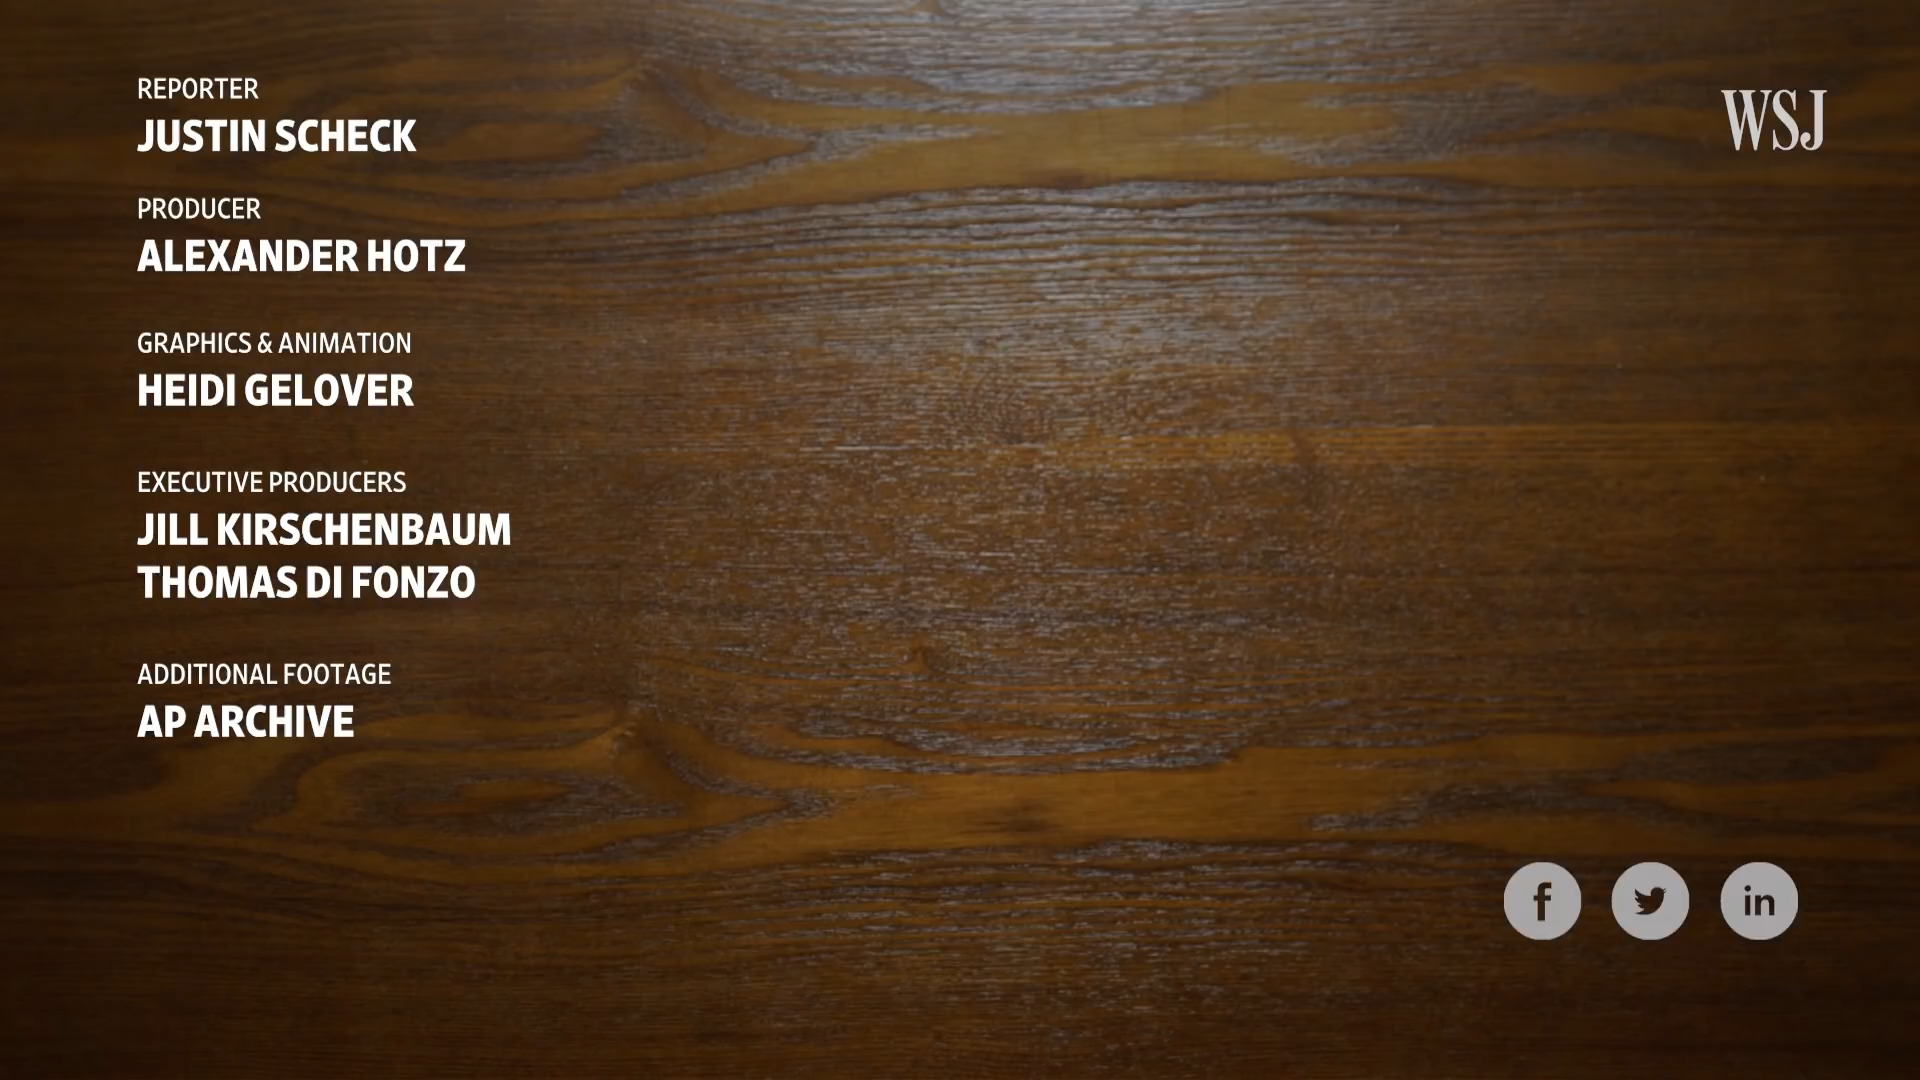 REPORTER
JUSTIN SCHECK
WSJ
PRODUCER
ALEXANDER HOTZ
GRAPHICS & ANIMATION
HEIDI GELOVER
EXECUTIVE PRODUCERS
JILL KIRSCHENBAUM
THOMAS DI FONZO
ADDITIONAL FOOTAGE
AP ARCHIVE
f
in